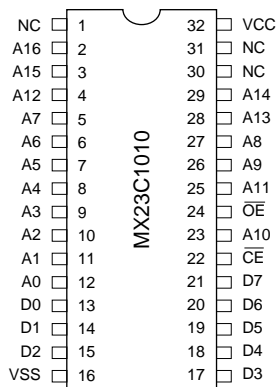 NC 1 32 VCC
A16 2 31 NC
A15 3 30 NC
A12 4 29 A14
A7 5 28 A13
A6 6 27 A8
A5 7 26 A9
A4 8 25 A11
A3 9 24 O̅E̅
A2 10 23 A10
A1 11 22 C̅E̅
A0 12 21 D7
D0 13 20 D6
D1 14 19 D5
D2 15 18 D4
VSS 16 17 D3
MX23C1010